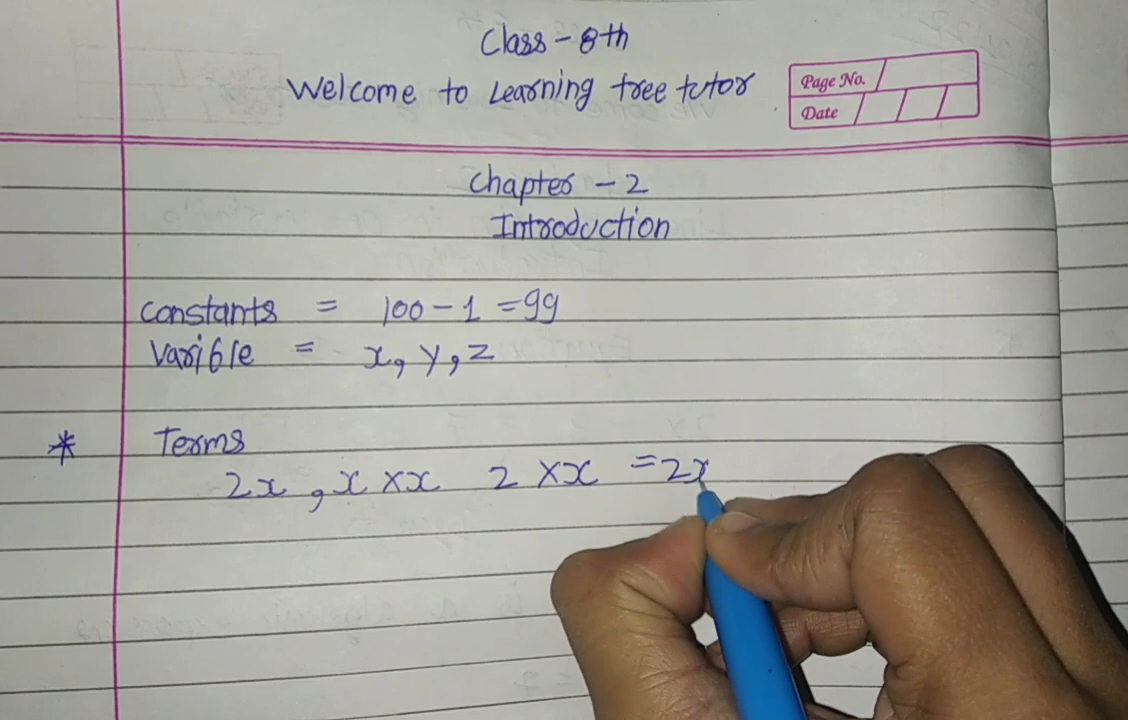 Class - 8th
Welcome to Learning tree tutor
Page No.
Date
Chapter - 2
Introduction
Constants = 100 - 1 = 99
Varible = x, y, z
* Terms
2x, x × x 2 × x = 2x